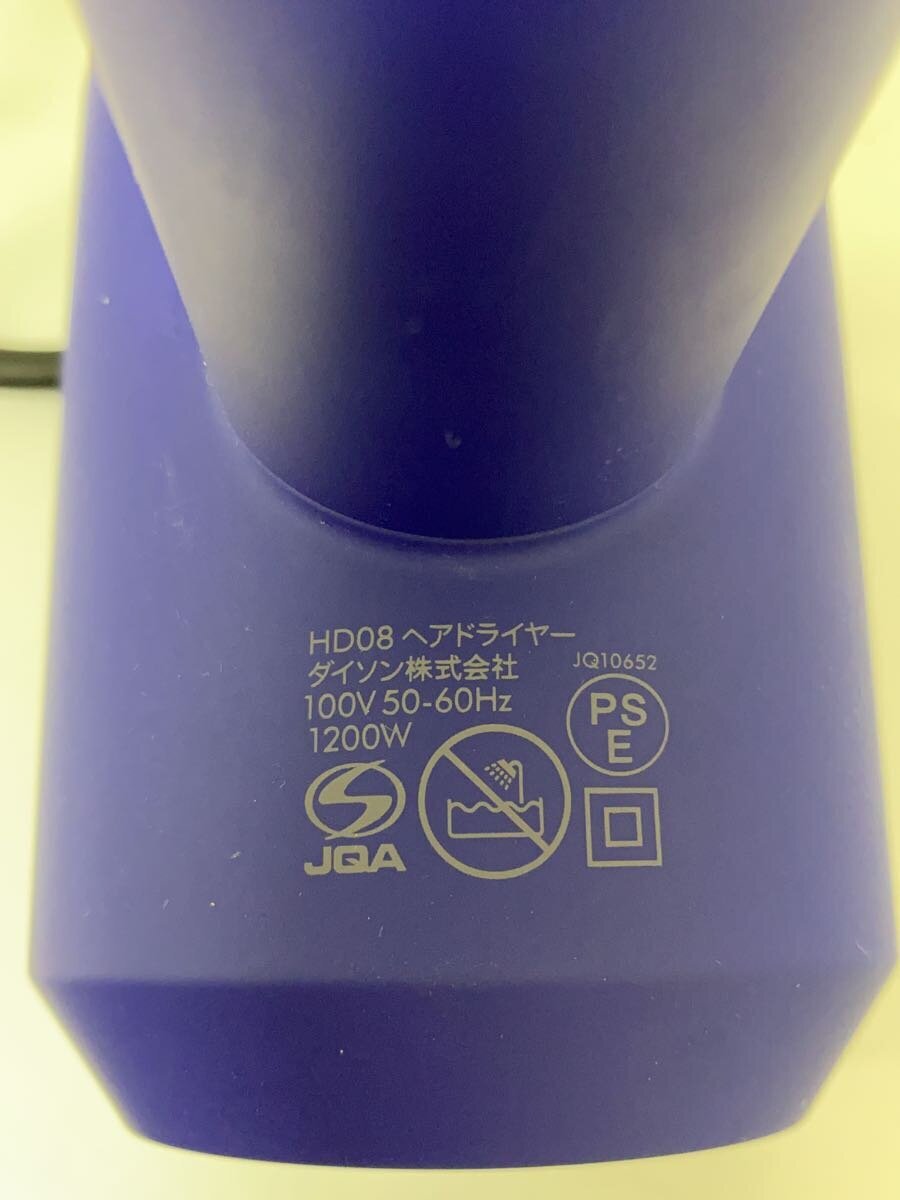 HD08 ヘアドライヤー
ダイソン株式会社
100V 50-60Hz
1200W
JQ10652
PS
E
JQA